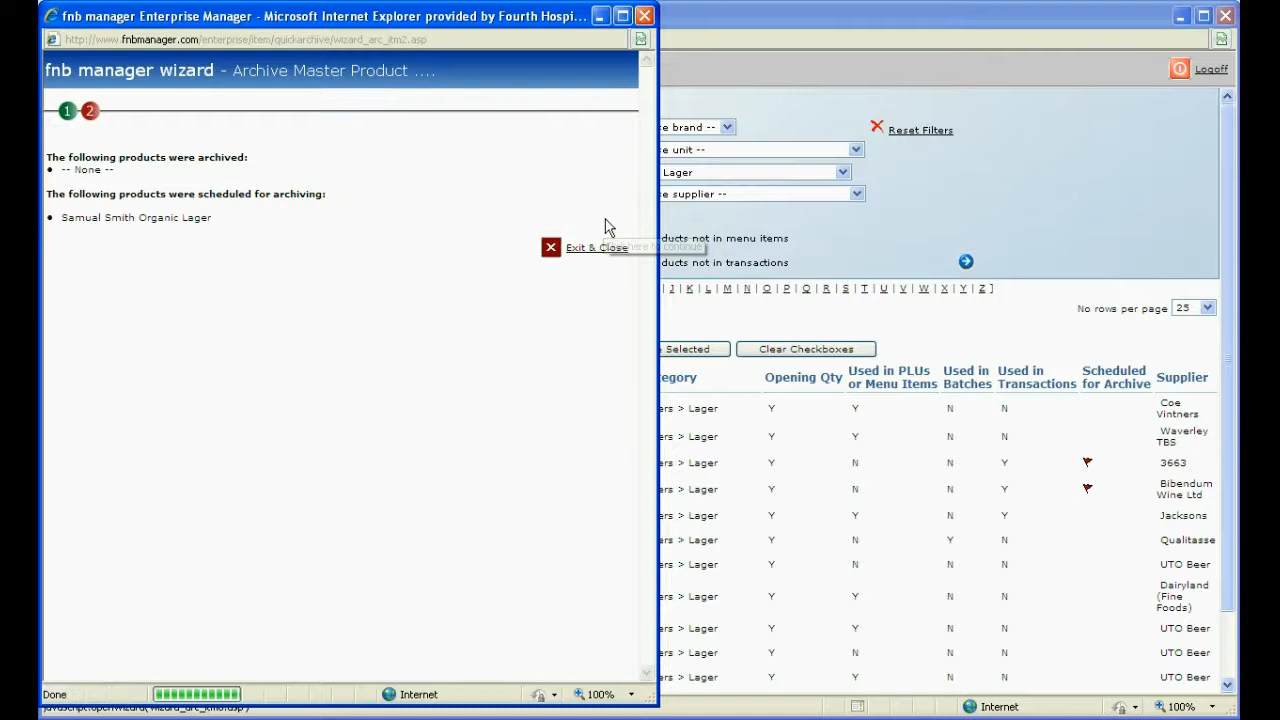 fnb manager Enterprise Manager - Microsoft Internet Explorer provided by Fourth Hospi...
http://www.fnbmanager.com/enterprise/item/quickarchive/wizard_arc_itm2.asp
fnb manager wizard - Archive Master Product ....
1 2
The following products were archived:
-- None --
The following products were scheduled for archiving:
Samual Smith Organic Lager
Exit & Close
Done
Internet
100%
Logoff
se brand --
Reset Filters
se unit --
Lager
se supplier --
ducts not in menu items
ducts not in transactions
| J | K | L | M | N | O | P | Q | R | S | T | U | V | W | X | Y | Z ]
No rows per page 25
Selected
Clear Checkboxes
tegory Opening Qty Used in PLUs or Menu Items Used in Batches Used in Transactions Scheduled for Archive Supplier
ers > Lager Y Y N N Coe Vintners
ers > Lager Y Y N N Waverley TBS
ers > Lager Y N N Y 3663
ers > Lager Y N N Y Bibendum Wine Ltd
ers > Lager Y N N Y Jacksons
ers > Lager Y N Y N Qualitasse
ers > Lager Y N N N UTO Beer
ers > Lager Y Y N N Dairyland (Fine Foods)
ers > Lager Y Y N N UTO Beer
ers > Lager Y N N N UTO Beer
ers > Lager Y Y N N UTO Beer
Internet
100%